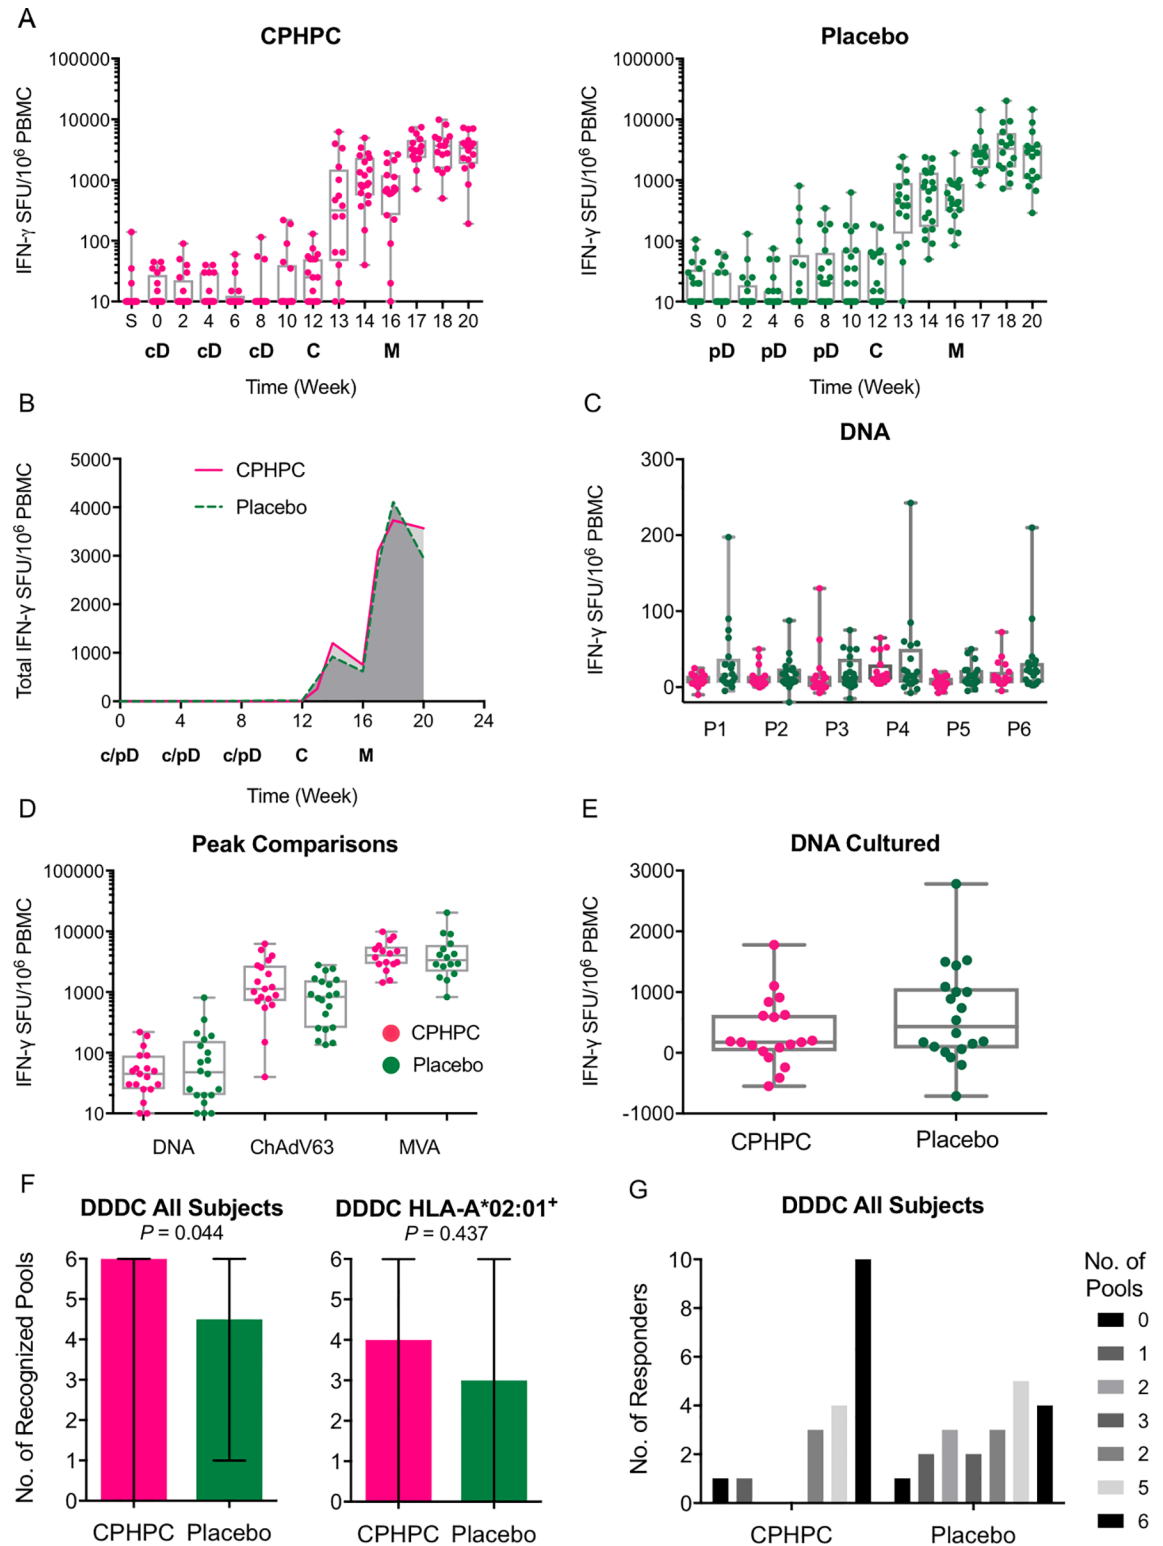 A
CPHPC
Placebo
IFN-γ SFU/10⁶ PBMC
100000
10000
1000
100
10
S 0 2 4 6 8 10 12 13 14 16 17 18 20
cD cD cD C M
Time (Week)
IFN-γ SFU/10⁶ PBMC
100000
10000
1000
100
10
S 0 2 4 6 8 10 12 13 14 16 17 18 20
pD pD pD C M
Time (Week)
B
Total IFN-γ SFU/10⁶ PBMC
5000
4000
3000
2000
1000
0
CPHPC
Placebo
0 4 8 12 16 20 24
c/pD c/pD c/pD C M
Time (Week)
C
DNA
IFN-γ SFU/10⁶ PBMC
300
200
100
0
P1 P2 P3 P4 P5 P6
D
Peak Comparisons
IFN-γ SFU/10⁶ PBMC
100000
10000
1000
100
10
CPHPC
Placebo
DNA ChAdV63 MVA
E
DNA Cultured
IFN-γ SFU/10⁶ PBMC
3000
2000
1000
0
-1000
CPHPC Placebo
F
DDDC All Subjects
P = 0.044
No. of Recognized Pools
6
5
4
3
2
1
0
CPHPC Placebo
DDDC HLA-A*02:01⁺
P = 0.437
6
5
4
3
2
1
0
CPHPC Placebo
G
DDDC All Subjects
No. of Responders
10
8
6
4
2
0
CPHPC Placebo
No. of
Pools
0
1
2
3
2
5
6